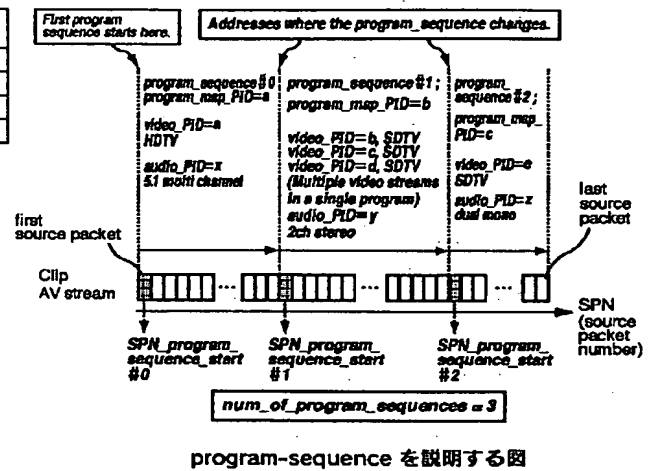 First program
sequence starts here.
Addresses where the program_sequence changes.
program_sequence#0
program_map_PID=a
video_PID=a
HDTV
audio_PID=x
5.1 molti channel
program_sequence#1;
program_map_PID=b
video_PID=b, SDTV
video_PID=c, SDTV
video_PID=d, SDTV
(Multiple video streams
in a single program)
audio_PID=y
2ch stereo
program_
sequence#2;
program_map_
PID=c
video_PID=e
SDTV
audio_PID=z
dual mono
first
source packet
last
source
packet
Clip
AV stream
SPN
(source
packet
number)
SPN_program_
sequence_start
#0
SPN_program_
sequence_start
#1
SPN_program_
sequence_start
#2
num_of_program_sequences = 3
program-sequence を説明する図